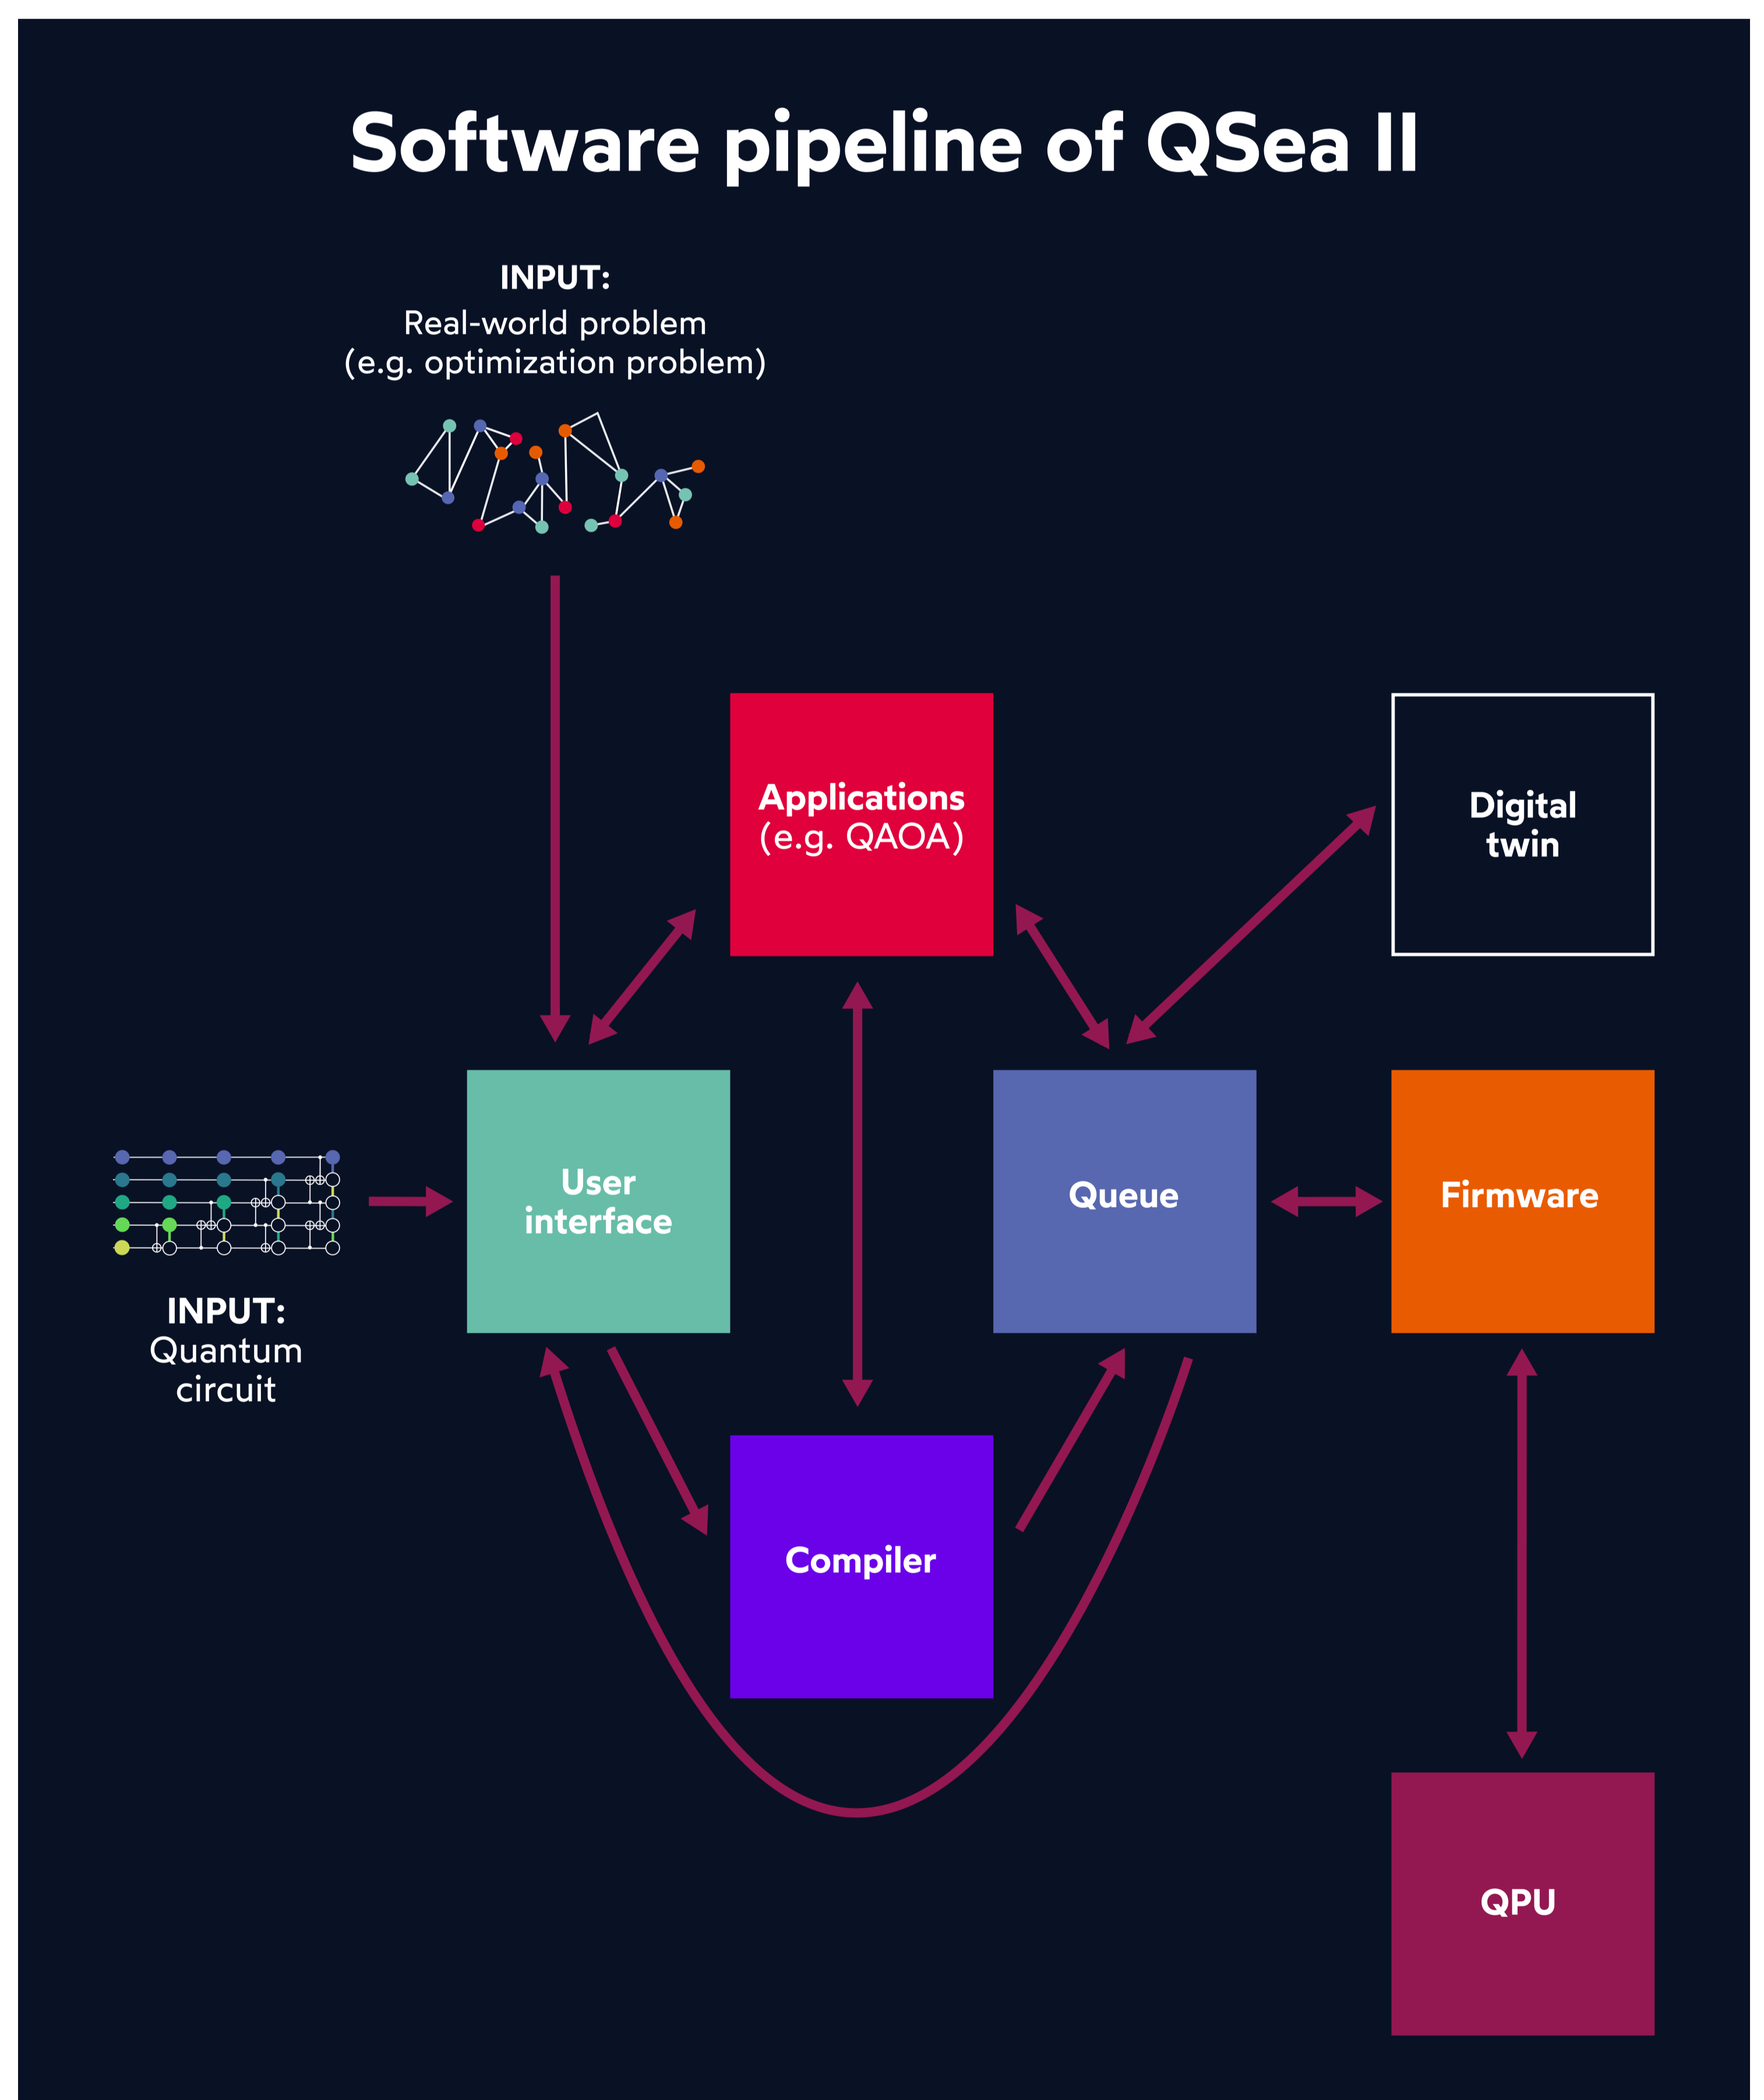 Software pipeline of QSea II
INPUT:
Real-world problem
(e.g. optimization problem)
Applications
(e.g. QAOA)
Digital
twin
User
interface
Queue
Firmware
INPUT:
Quantum
circuit
Compiler
QPU